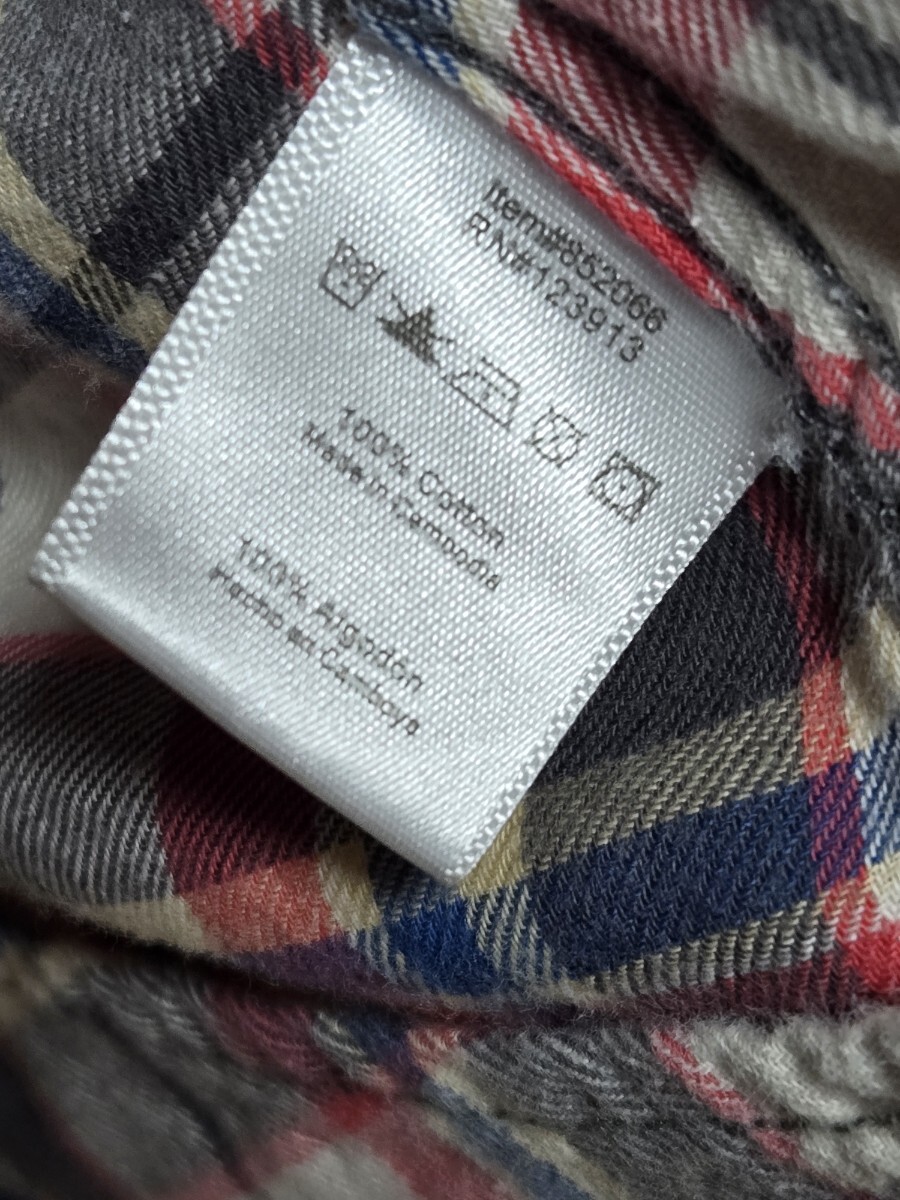 Item#852066
RN#123913
100% Cotton
Made in Cambodia
100% Algodón
Hecho en Camboya